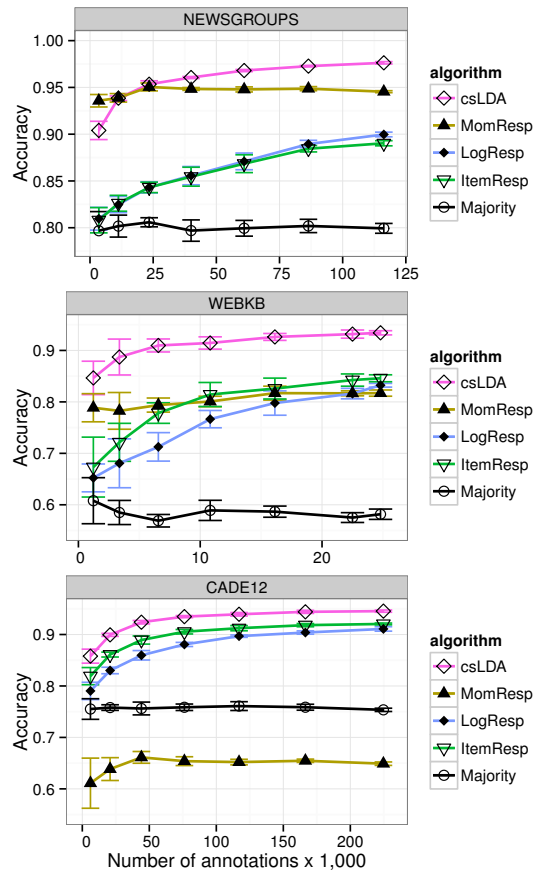 NEWSGROUPS
1.00
0.95
0.90
0.85
0.80
Accuracy
0 25 50 75 100 125
algorithm
csLDA
MomResp
LogResp
ItemResp
Majority
WEBKB
0.9
0.8
0.7
0.6
Accuracy
0 10 20
algorithm
csLDA
MomResp
LogResp
ItemResp
Majority
CADE12
0.9
0.8
0.7
0.6
Accuracy
0 50 100 150 200
Number of annotations x 1,000
algorithm
csLDA
MomResp
LogResp
ItemResp
Majority